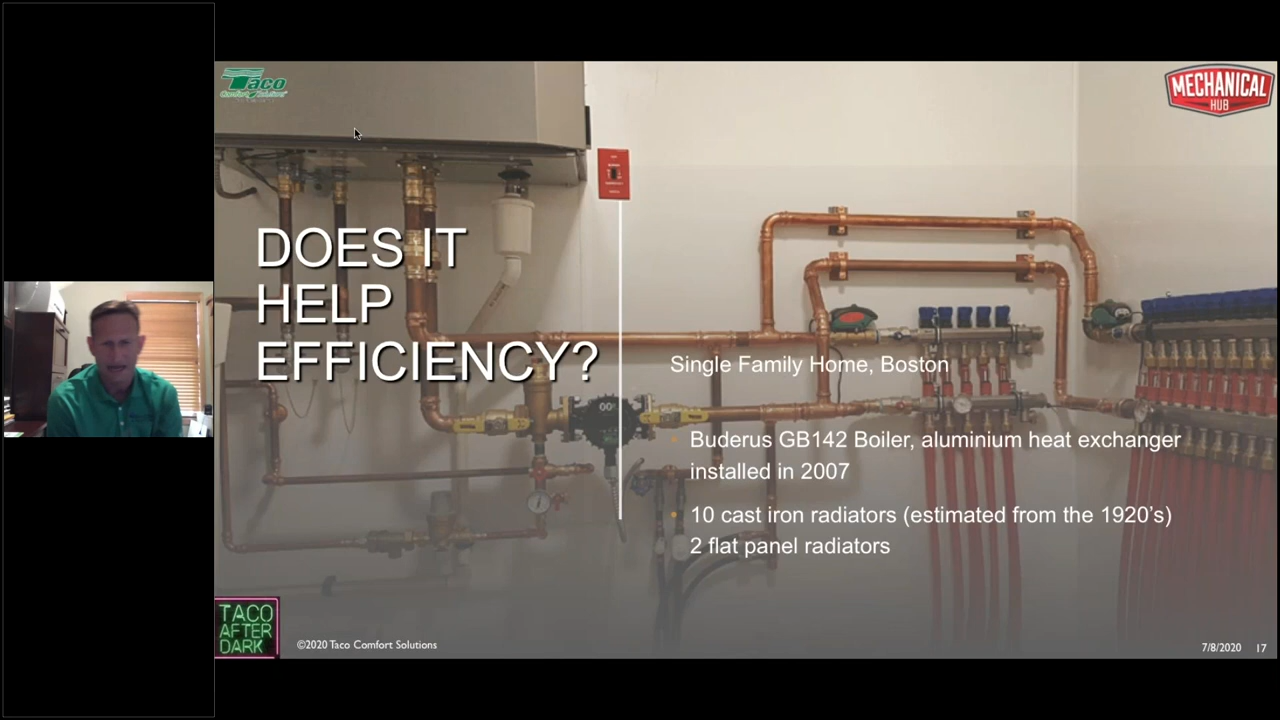 Taco
Comfort Solutions
MECHANICAL
HUB
DOES IT
HELP
EFFICIENCY?
Single Family Home, Boston
Buderus GB142 Boiler, aluminium heat exchanger
installed in 2007
10 cast iron radiators (estimated from the 1920's)
2 flat panel radiators
TACO
AFTER
DARK
©2020 Taco Comfort Solutions
7/8/2020 17